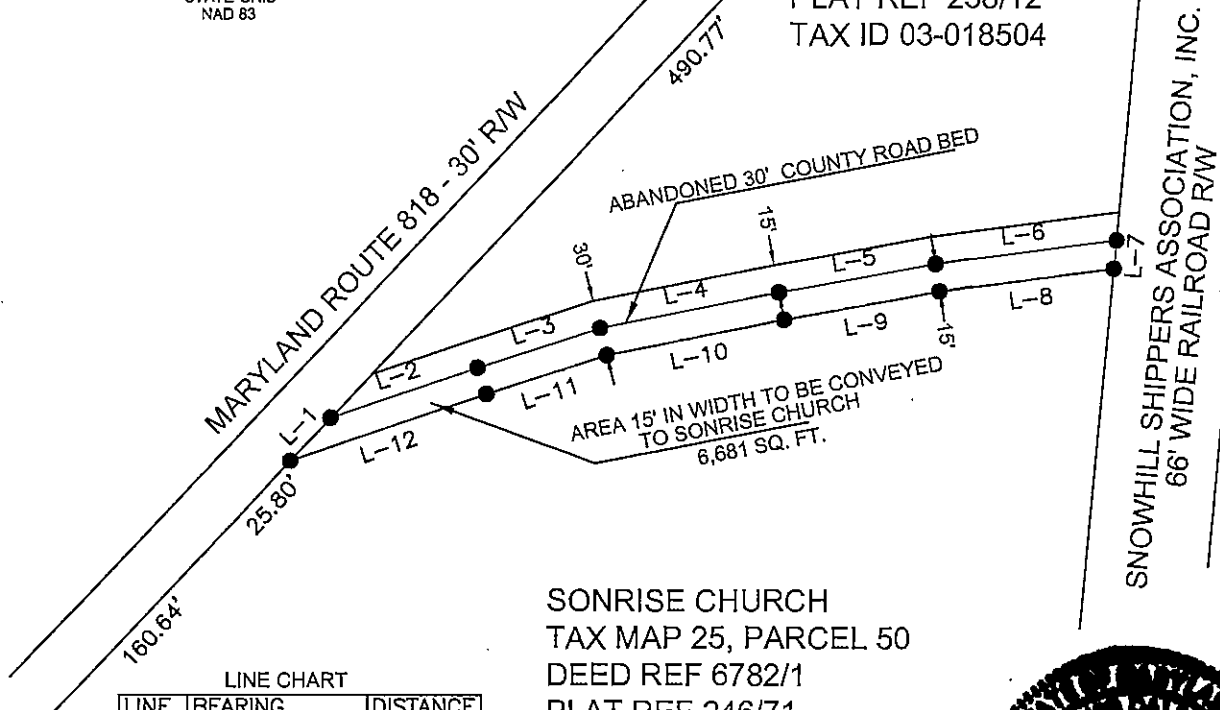 NAD 83
TAX ID 03-018504
490.77'
MARYLAND ROUTE 818 - 30' R/W
ABANDONED 30' COUNTY ROAD BED
SNOWHILL SHIPPERS ASSOCIATION, INC.
66' WIDE RAILROAD R/W
30'
15'
L-6
L-5
L-4
L-3
L-2
L-1
L-7
L-8
L-9
15'
L-10
L-11
L-12
AREA 15' IN WIDTH TO BE CONVEYED
TO SONRISE CHURCH
6,681 SQ. FT.
25.80'
160.64'
SONRISE CHURCH
TAX MAP 25, PARCEL 50
DEED REF 6782/1
PLAT REF 246/71
LINE CHART
LINE BEARING DISTANCE